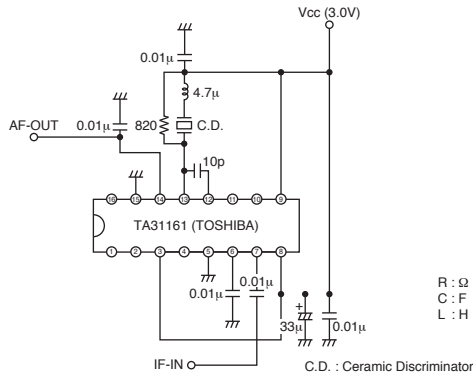 Vcc (3.0V)
0.01μ
4.7μ
AF-OUT
0.01μ
820
C.D.
10p
16 15 14 13 12 11 10 9
TA31161 (TOSHIBA)
1 2 3 4 5 6 7 8
0.01μ
0.01μ
+
33μ
0.01μ
R : Ω
C : F
L : H
IF-IN
C.D. : Ceramic Discriminator